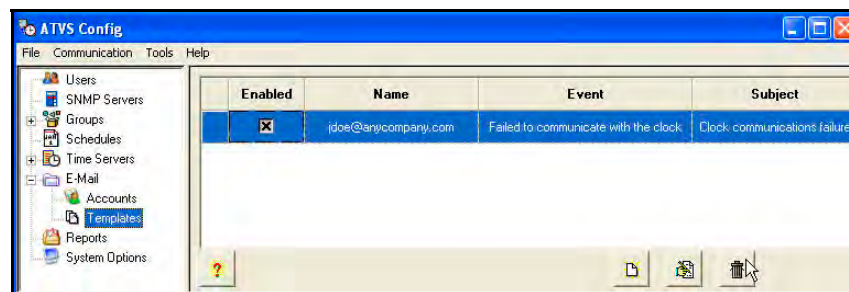 ATVS Config
File Communication Tools Help
Users
SNMP Servers
Groups
Schedules
Time Servers
E-Mail
Accounts
Templates
Reports
System Options
Enabled Name Event Subject
jdoe@anycompany.com Failed to communicate with the clock Clock communications failure
?